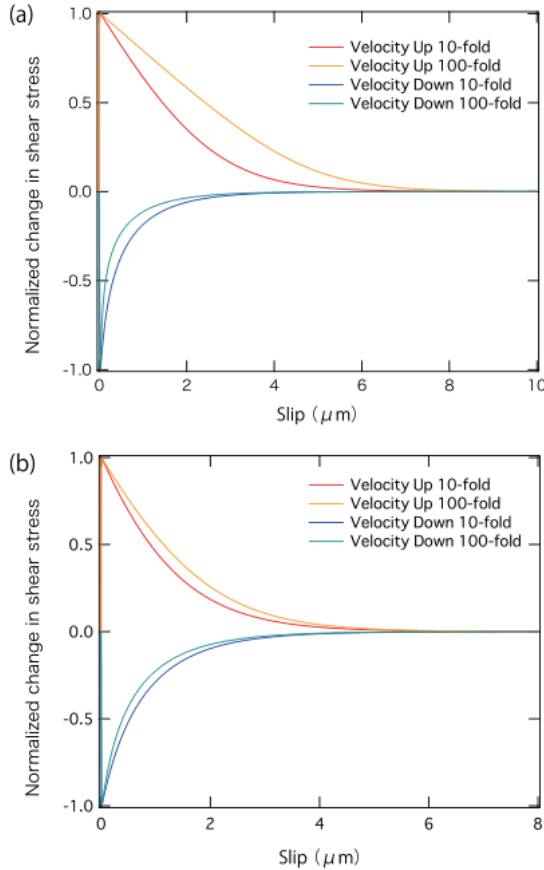 (a)
1.0
0.5
0.0
-0.5
-1.0
Normalized change in shear stress
Velocity Up 10-fold
Velocity Up 100-fold
Velocity Down 10-fold
Velocity Down 100-fold
0 2 4 6 8 10
Slip (μm)
(b)
1.0
0.5
0.0
-0.5
-1.0
Normalized change in shear stress
Velocity Up 10-fold
Velocity Up 100-fold
Velocity Down 10-fold
Velocity Down 100-fold
0 2 4 6 8
Slip (μm)